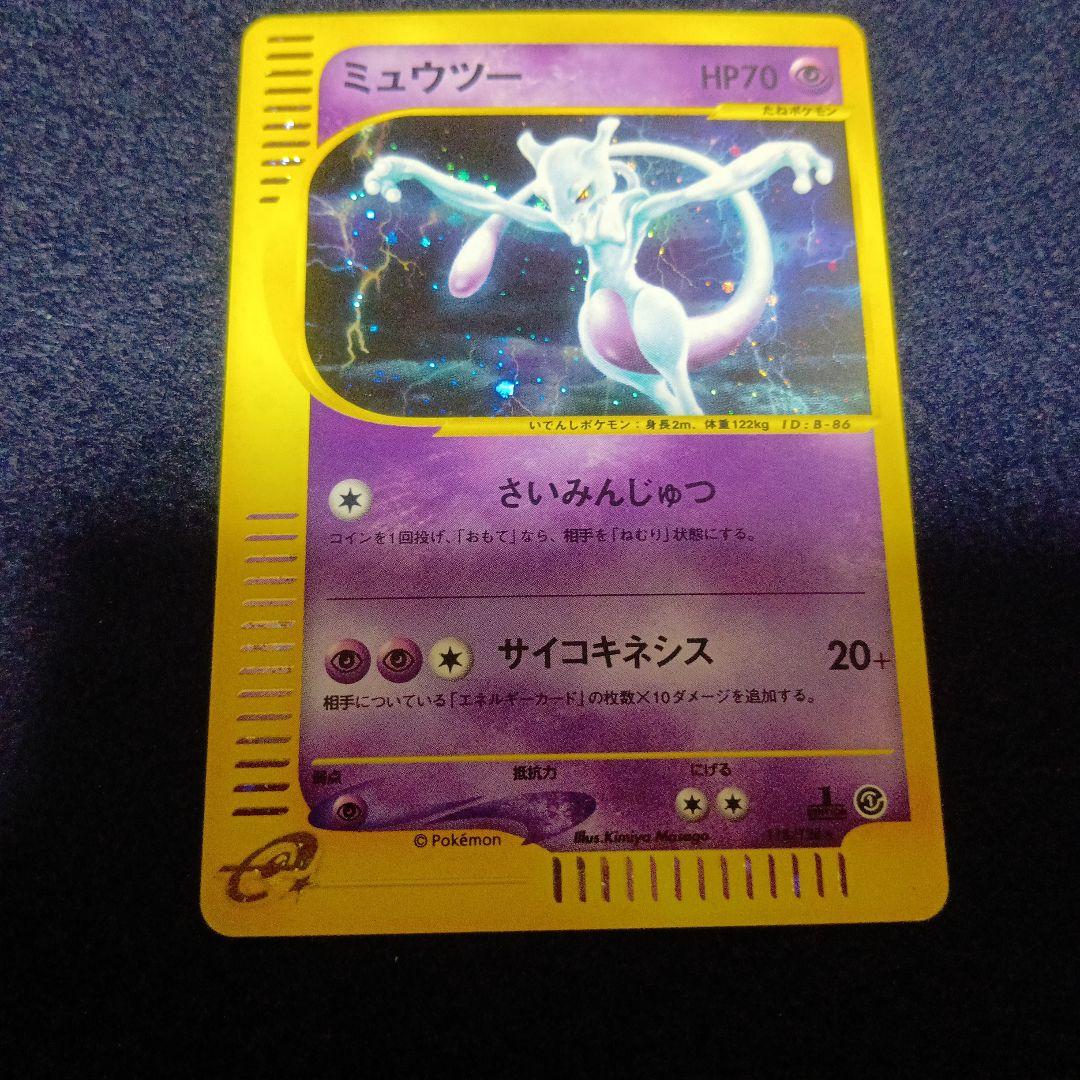 ミュウツー HP70
たねポケモン
いでんしポケモン：身長2m、体重122kg ID:B-86
さいみんじゅつ
コインを1回投げ、「おもて」なら、相手を「ねむり」状態にする。
サイコキネシス 20+
相手についている「エネルギーカード」の枚数×10ダメージを追加する。
弱点 抵抗力 にげる
1
©Pokémon Illus.Kimiya Masago